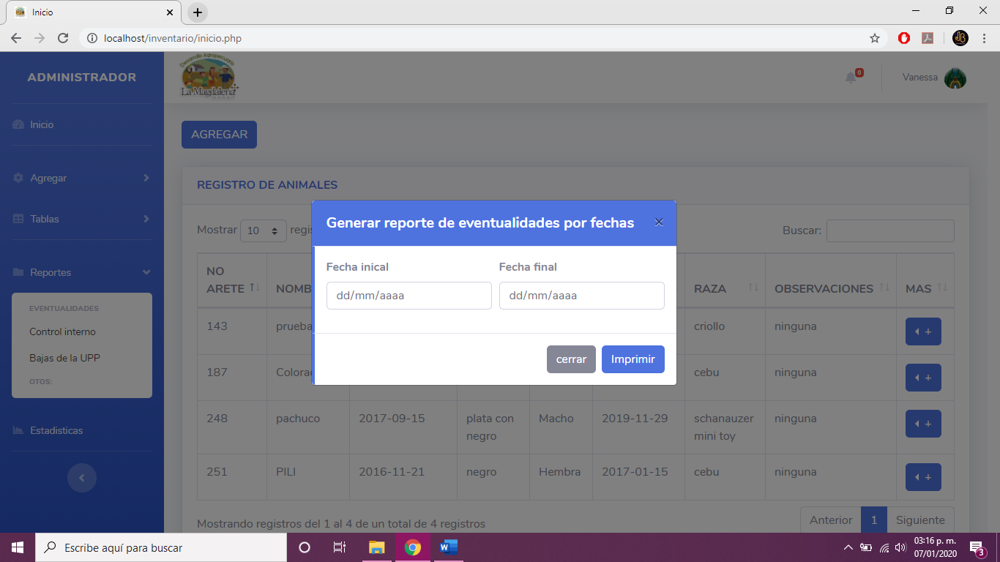 Inicio
localhost/inventario/inicio.php
ADMINISTRADOR
Desarrollo Agropecuario
La Magdalena
0
Vanessa
Inicio
Agregar
Tablas
Reportes
EVENTUALIDADES
Control interno
Bajas de la UPP
OTOS:
Estadisticas
AGREGAR
REGISTRO DE ANIMALES
Mostrar 10 regis
Buscar:
NO ARETE NOMB RAZA OBSERVACIONES MAS
143 prueba criollo ninguna +
187 Colorad cebu ninguna +
248 pachuco 2017-09-15 plata con negro Macho 2019-11-29 schanauzer mini toy ninguna +
251 PILI 2016-11-21 negro Hembra 2017-01-15 cebu ninguna +
Mostrando registros del 1 al 4 de un total de 4 registros
Anterior 1 Siguiente
Generar reporte de eventualidades por fechas ×
Fecha inical Fecha final
dd/mm/aaaa dd/mm/aaaa
cerrar Imprimir
Escribe aquí para buscar
03:16 p. m.
07/01/2020
3